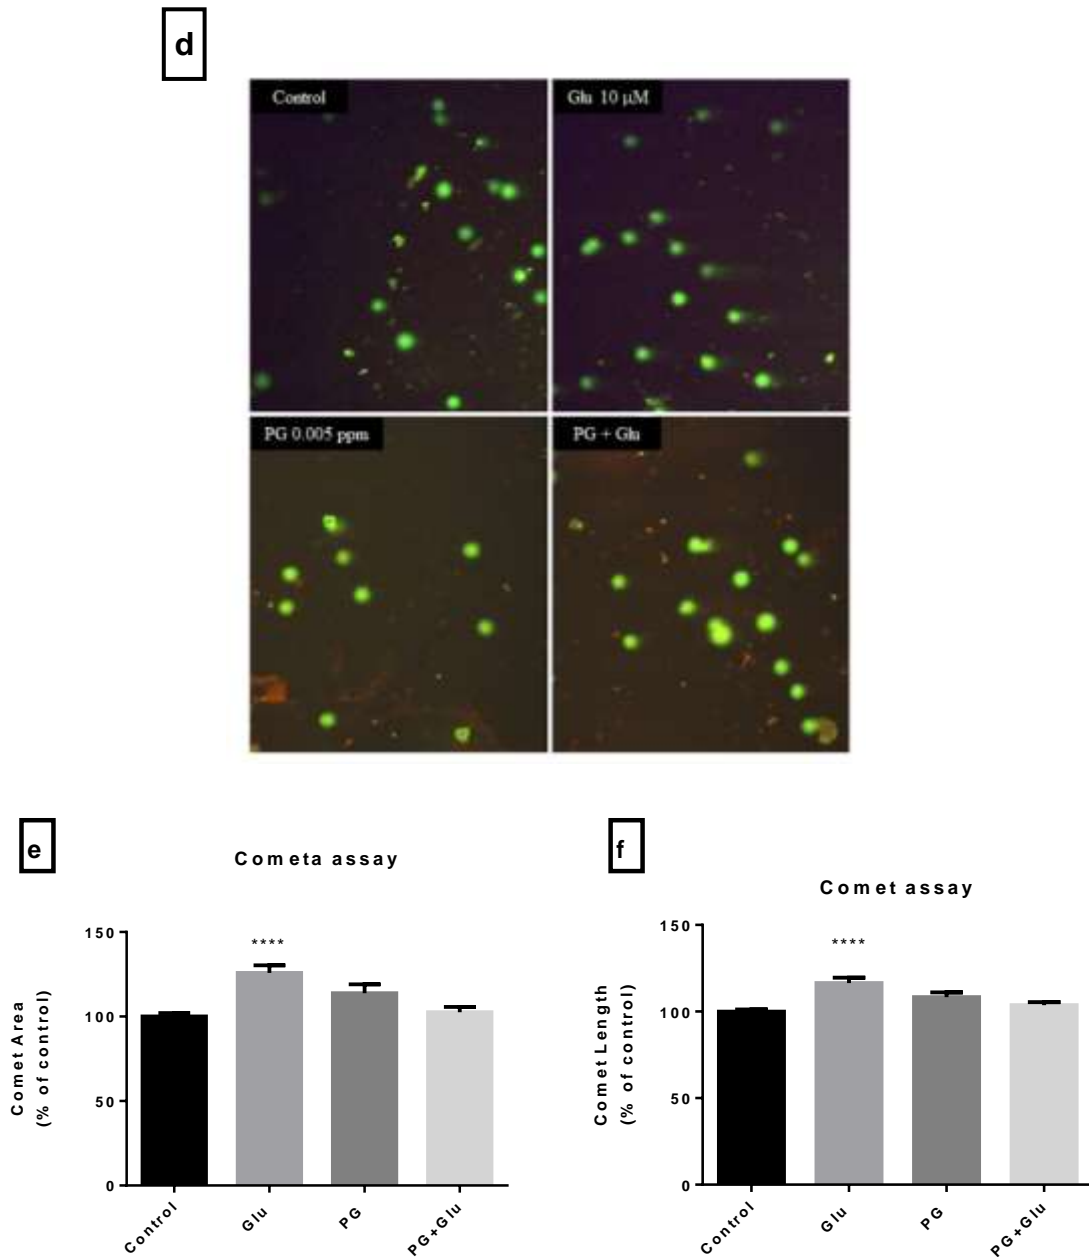 d
Control
Glu 10 µM
PG 0.005 ppm
PG + Glu
e
Cometa assay
Comet Area
(% of control)
150
100
50
0
****
Control
Glu
PG
PG+Glu
f
Comet assay
Comet Length
(% of control)
150
100
50
0
****
Control
Glu
PG
PG+Glu